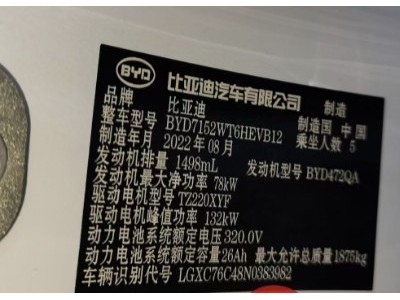 BYD 比亚迪汽车有限公司 制造
品牌 比亚迪 制造国 中国
整车型号 BYD7152WT6HEVB12 乘坐人数 5
制造年月 2022年08月
发动机排量 1498mL 发动机型号 BYD472QA
发动机最大净功率 78kW
驱动电机型号 TZ220XYF
驱动电机峰值功率 132kW
动力电池系统额定电压 320.0V
动力电池系统额定容量 26Ah 最大允许总质量 1875kg
车辆识别代号 LGXC76C48N0383982